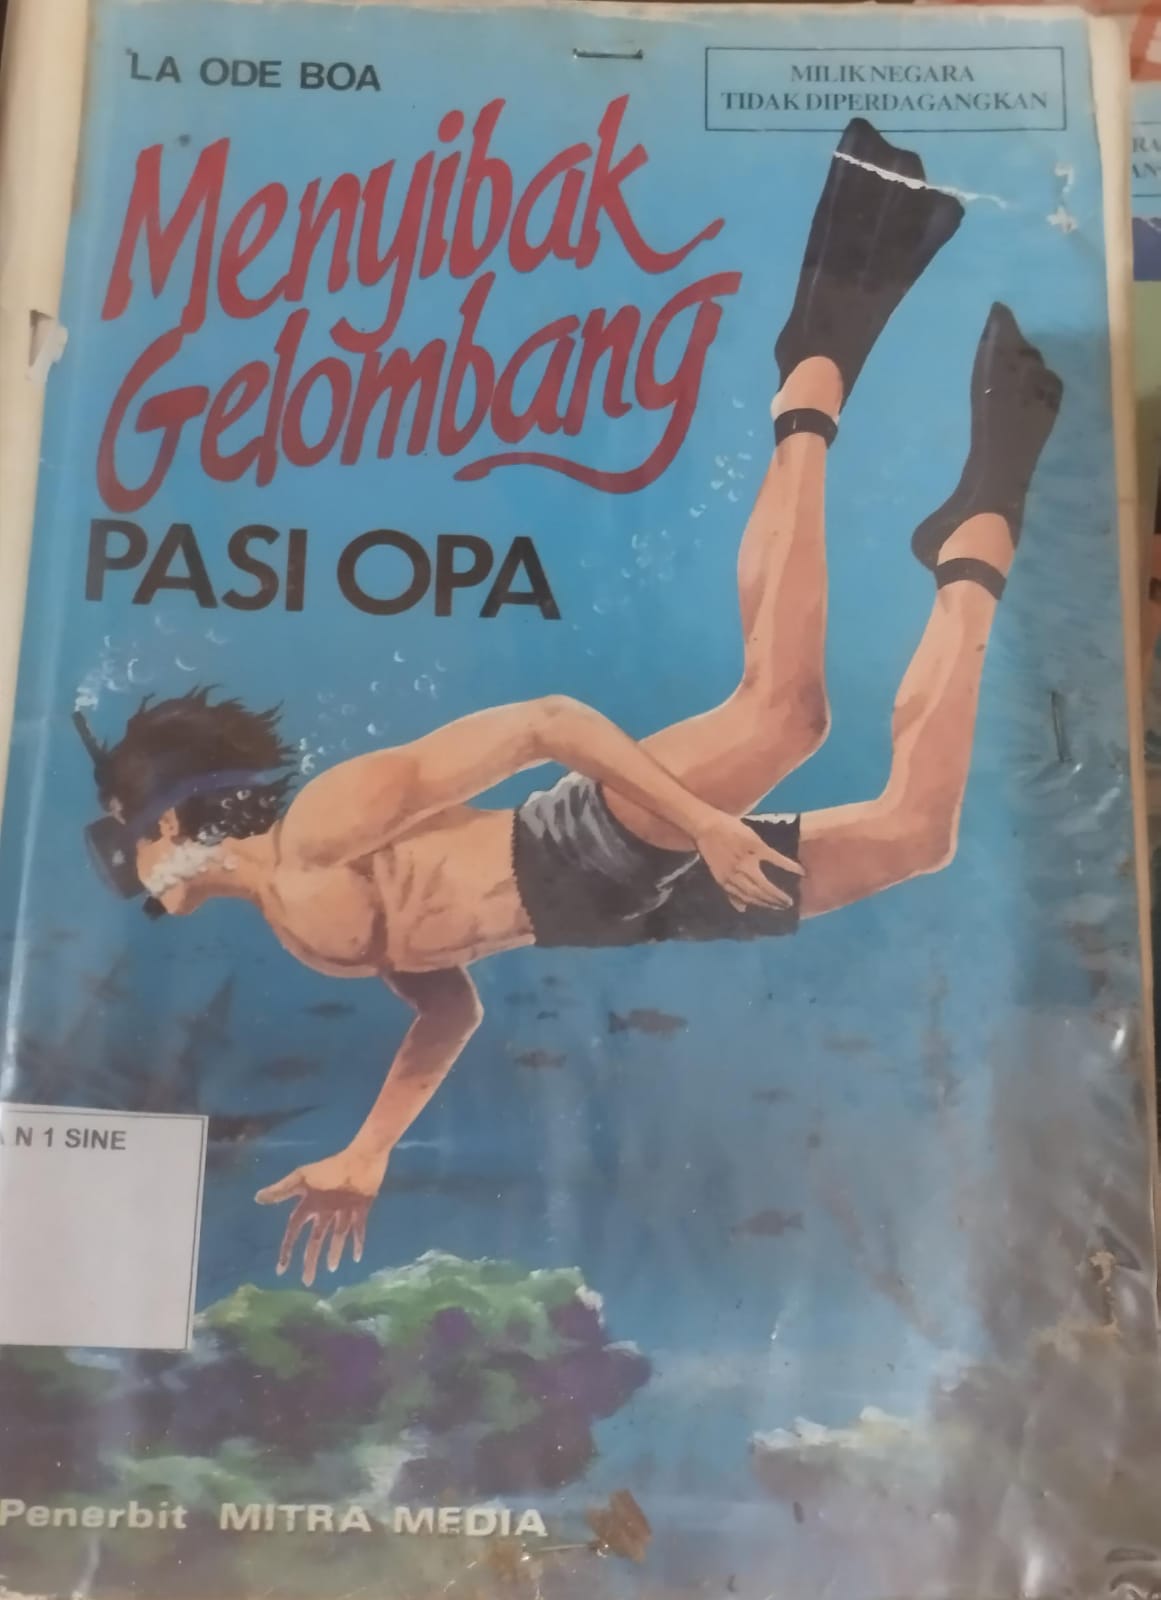 LA ODE BOA
MILIK NEGARA
TIDAK DIPERDAGANGKAN
Menyibak
Gelombang
PASI OPA
N 1 SINE
Penerbit MITRA MEDIA